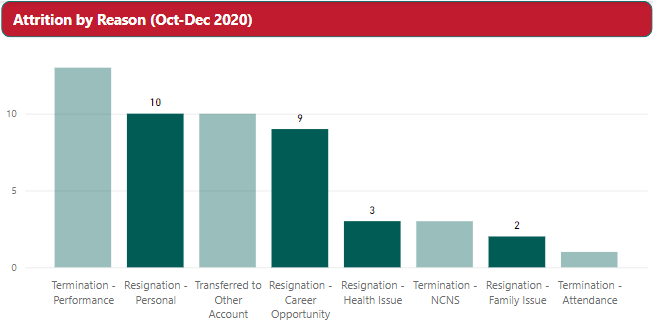 Attrition by Reason (Oct-Dec 2020)
10
5
0
10
9
3
2
Termination -
Performance
Resignation -
Personal
Transferred to
Other
Account
Resignation -
Career
Opportunity
Resignation -
Health Issue
Termination -
NCNS
Resignation -
Family Issue
Termination -
Attendance